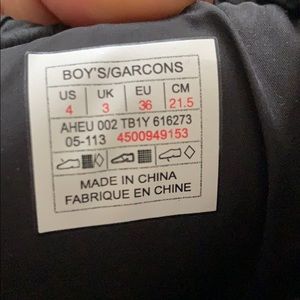 BOY'S/GARCONS
US UK EU CM
4 3 36 21.5
AHEU 002 TB1Y 616273
05-113 4500949153
MADE IN CHINA
FABRIQUE EN CHINE